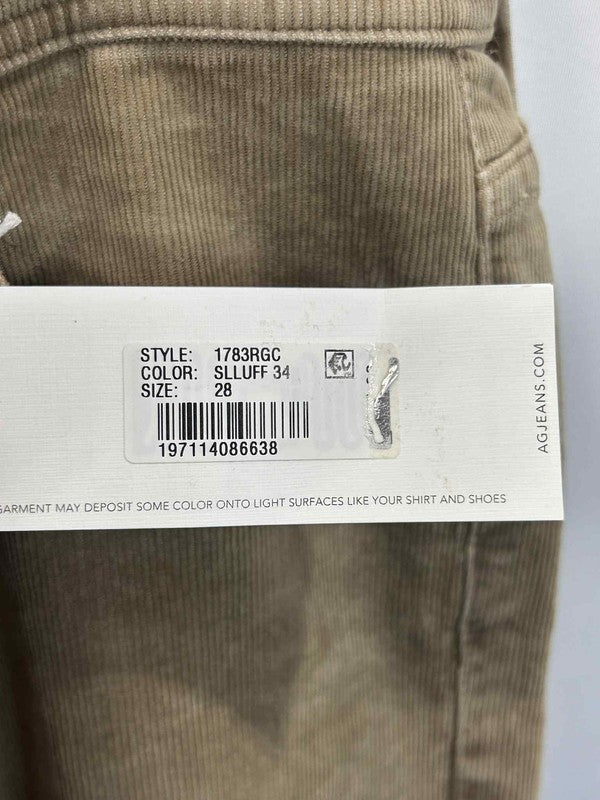 STYLE: 1783RGC
COLOR: SLLUFF 34
SIZE: 28
197114086638
AGJEANS.COM
GARMENT MAY DEPOSIT SOME COLOR ONTO LIGHT SURFACES LIKE YOUR SHIRT AND SHOES